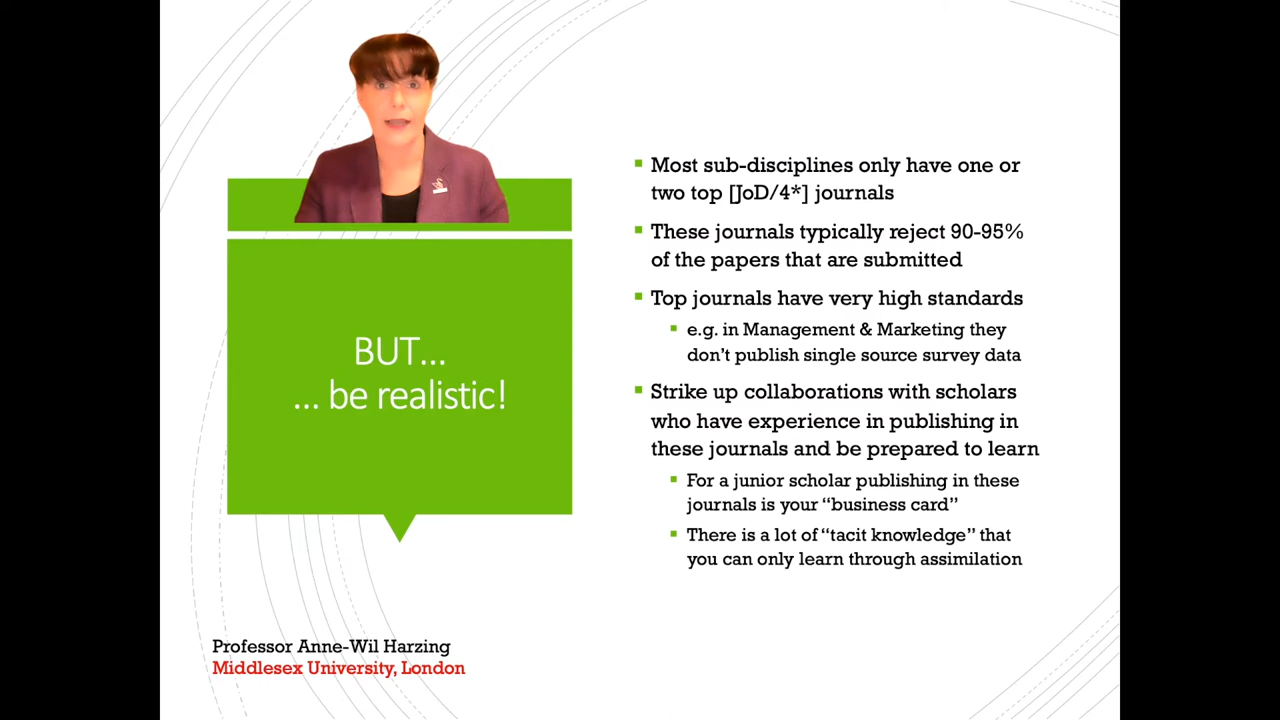 BUT…
… be realistic!
Most sub-disciplines only have one or
two top [JoD/4*] journals
These journals typically reject 90-95%
of the papers that are submitted
Top journals have very high standards
e.g. in Management & Marketing they
don’t publish single source survey data
Strike up collaborations with scholars
who have experience in publishing in
these journals and be prepared to learn
For a junior scholar publishing in these
journals is your “business card”
There is a lot of “tacit knowledge” that
you can only learn through assimilation
Professor Anne-Wil Harzing
Middlesex University, London